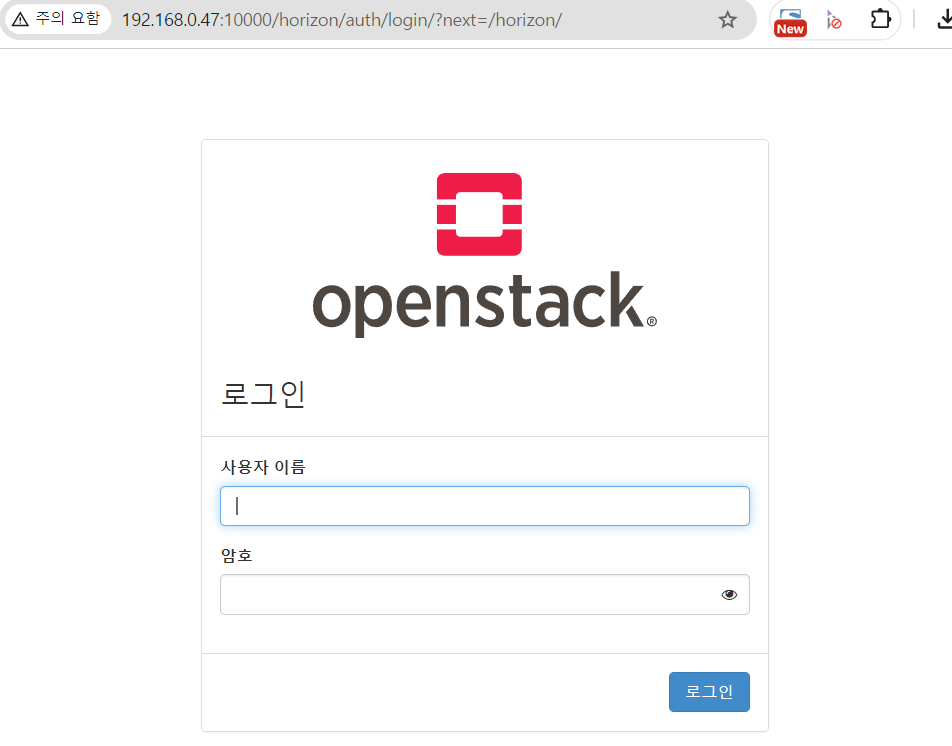 주의 요함
192.168.0.47:10000/horizon/auth/login/?next=/horizon/
New
openstack.®
로그인
사용자 이름
암호
로그인